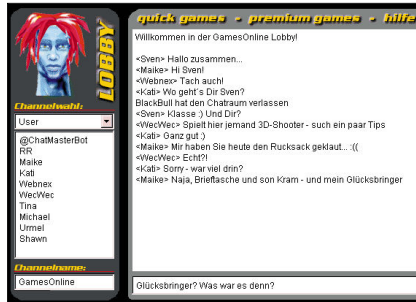 quick games - premium games - hilfe
LOBBY
Channelwahl:
User
@ChatMasterBot
RR
Maike
Kati
Webnex
WecWec
Tina
Michael
Urmel
Shawn
Channelname:
GamesOnline
Willkommen in der GamesOnline Lobby!
<Sven> Hallo zusammen...
<Maike> Hi Sven!
<Webnex> Tach auch!
<Kati> Wo geht´s Dir Sven?
BlackBull hat den Chatraum verlassen
<Sven> Klasse ;) Und Dir?
<WecWec> Spielt hier jemand 3D-Shooter - such ein paar Tips
<Kati> Ganz gut :)
<Maike> Mir haben Sie heute den Rucksack geklaut... :((
<WecWec> Echt?!
<Kati> Sorry - war viel drin?
<Maike> Naja, Brieftasche und son Kram - und mein Glücksbringer
Glücksbringer? Was war es denn?